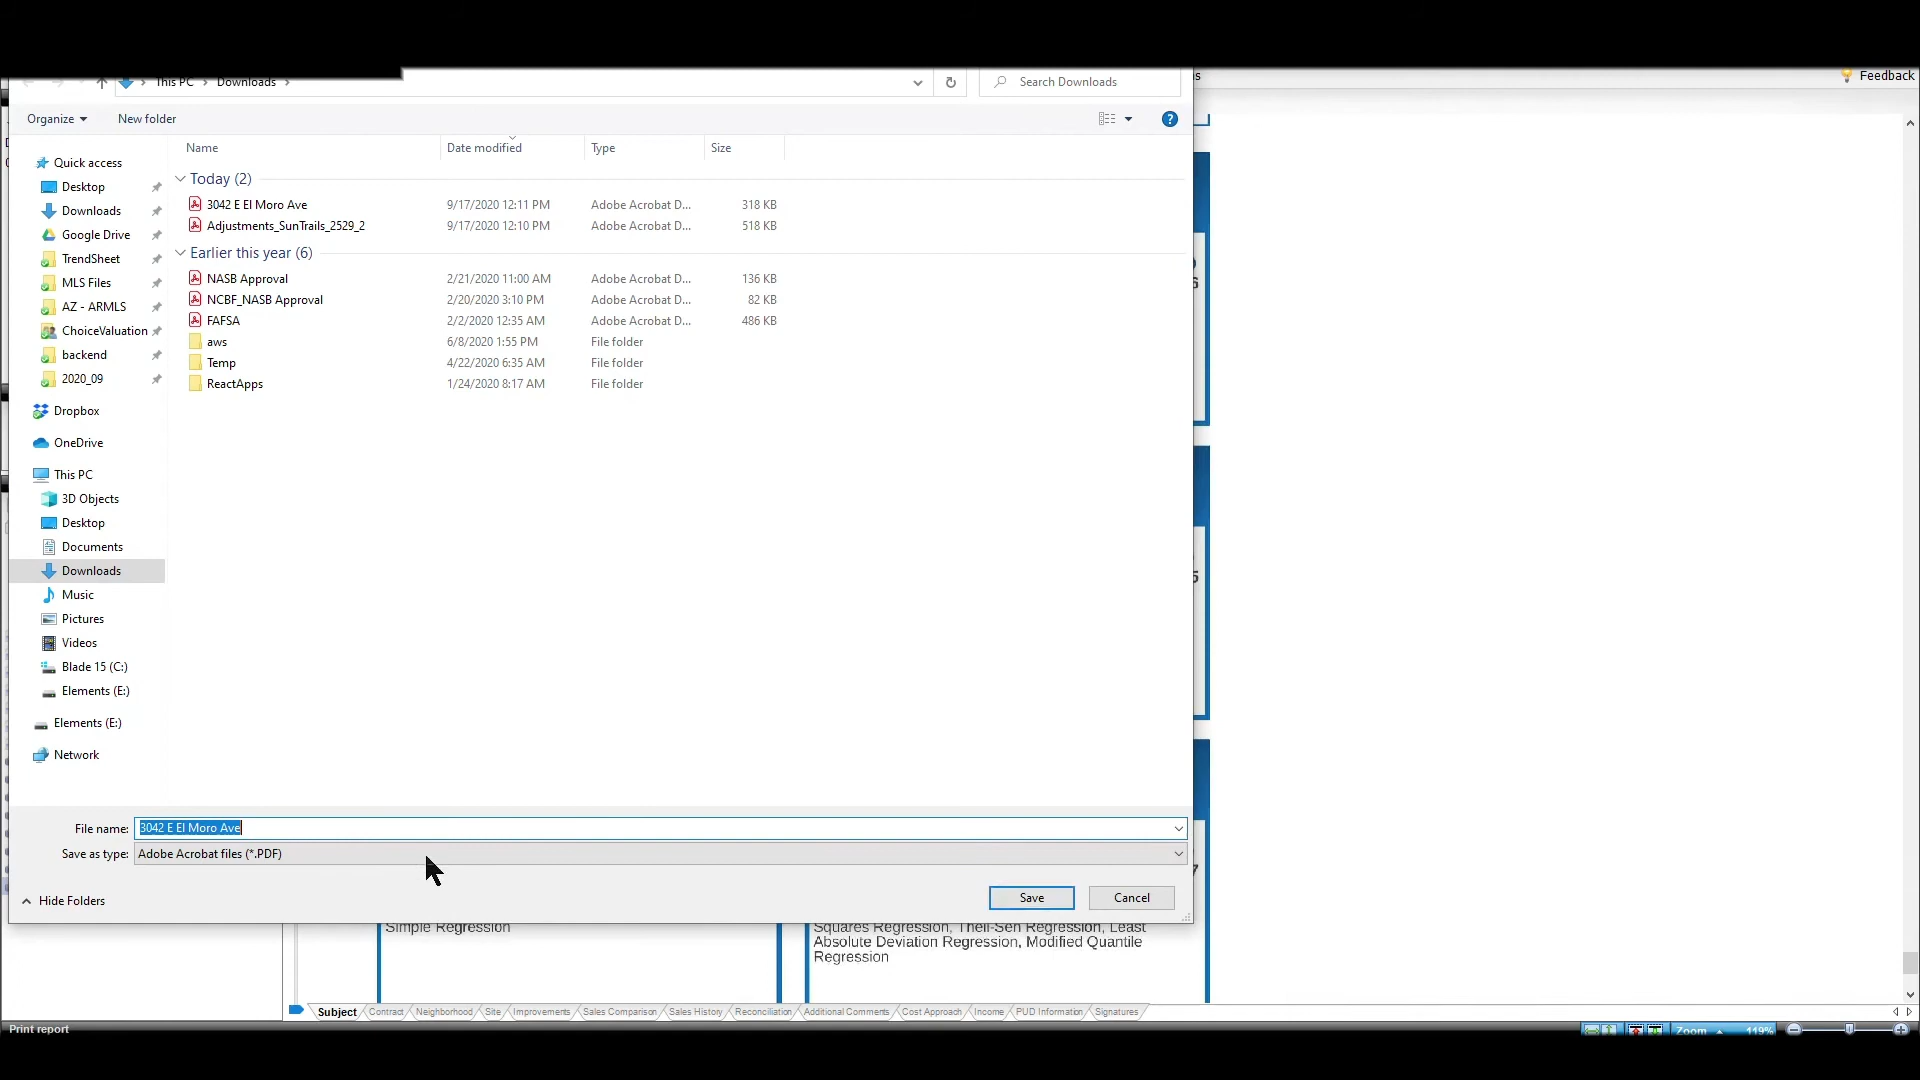 This PC > Downloads >
Search Downloads
Feedback
Organize
New folder
Name
Date modified
Type
Size
Today (2)
3042 E El Moro Ave 9/17/2020 12:11 PM Adobe Acrobat D... 318 KB
Adjustments_SunTrails_2529_2 9/17/2020 12:10 PM Adobe Acrobat D... 518 KB
Earlier this year (6)
NASB Approval 2/21/2020 11:00 AM Adobe Acrobat D... 136 KB
NCBF_NASB Approval 2/20/2020 3:10 PM Adobe Acrobat D... 82 KB
FAFSA 2/2/2020 12:35 AM Adobe Acrobat D... 486 KB
aws 6/8/2020 1:55 PM File folder
Temp 4/22/2020 6:35 AM File folder
ReactApps 1/24/2020 8:17 AM File folder
Quick access
Desktop
Downloads
Google Drive
TrendSheet
MLS Files
AZ - ARMLS
ChoiceValuation
backend
2020_09
Dropbox
OneDrive
This PC
3D Objects
Desktop
Documents
Downloads
Music
Pictures
Videos
Blade 15 (C:)
Elements (E:)
Elements (E:)
Network
File name: 3042 E El Moro Ave
Save as type: Adobe Acrobat files (*.PDF)
Hide Folders
Save
Cancel
Simple Regression
Squares Regression, Theil-Sen Regression, Least
Absolute Deviation Regression, Modified Quantile
Regression
Subject Contract Neighborhood Site Improvements Sales Comparison Sales History Reconciliation Additional Comments Cost Approach Income PUD Information Signatures
Print report
Zoom 119%